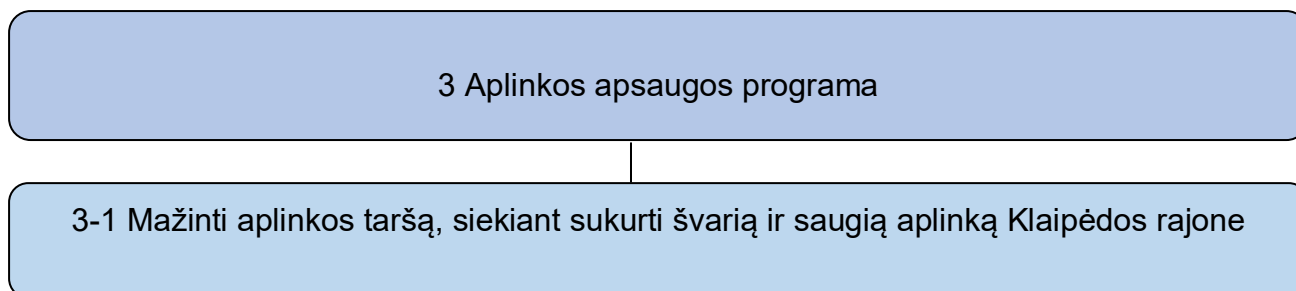 3 Aplinkos apsaugos programa
3-1 Mažinti aplinkos taršą, siekiant sukurti švarią ir saugią aplinką Klaipėdos rajone